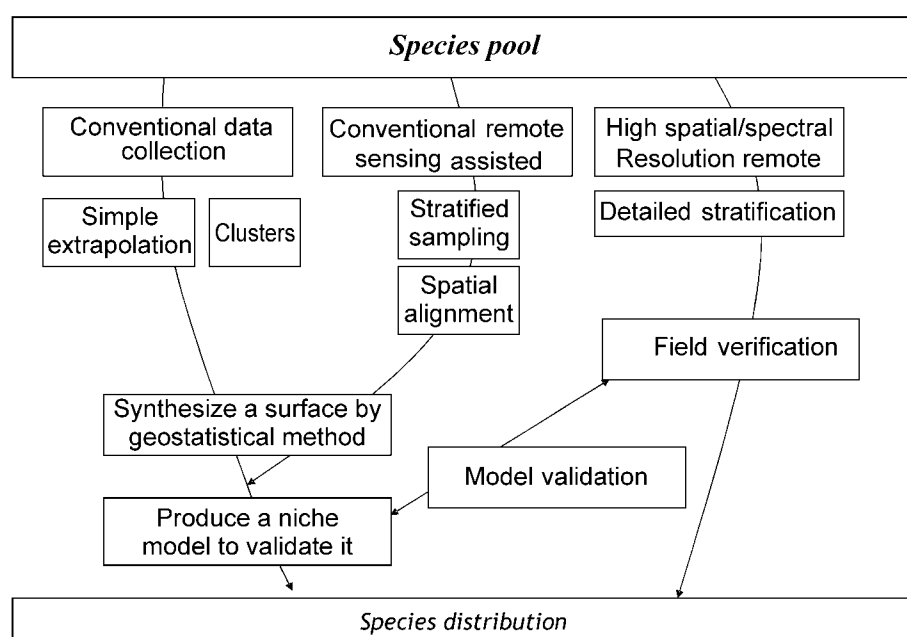 Species pool
Conventional data
collection
Conventional remote
sensing assisted
High spatial/spectral
Resolution remote
Simple
extrapolation
Clusters
Stratified
sampling
Detailed stratification
Spatial
alignment
Field verification
Synthesize a surface by
geostatistical method
Model validation
Produce a niche
model to validate it
Species distribution